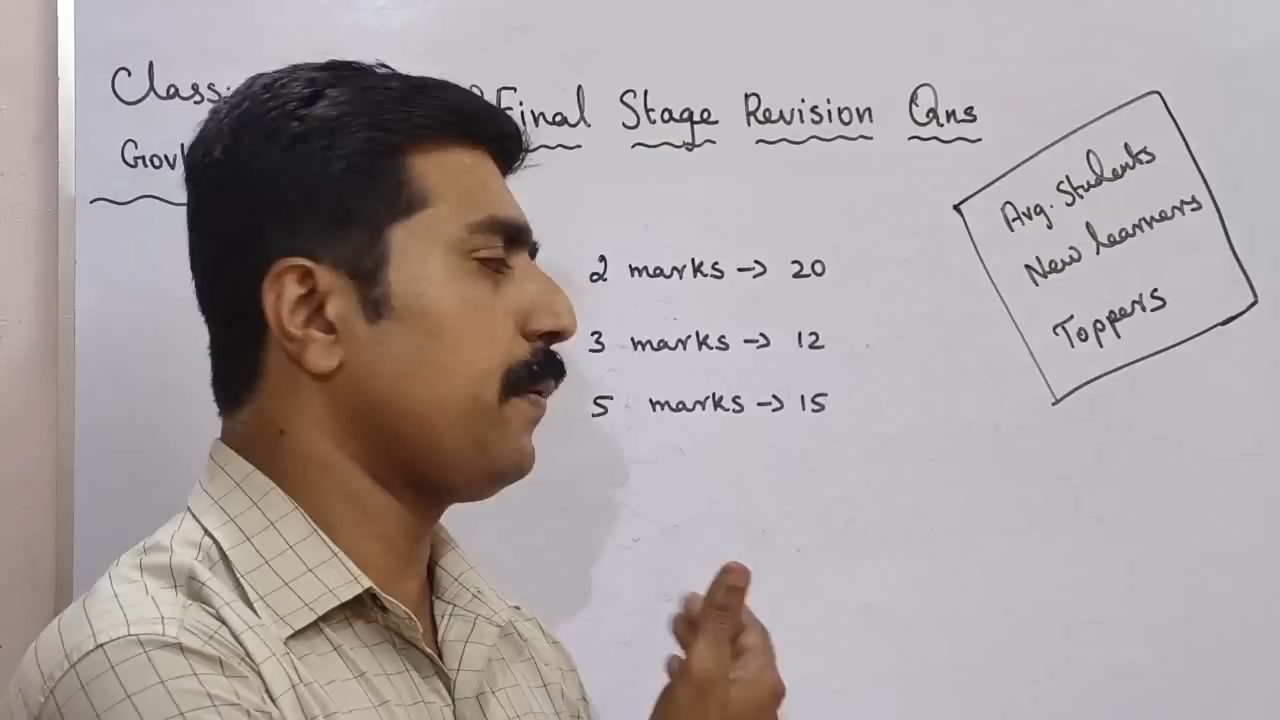 Class: Final Stage Revision Qns
Govt
2 marks → 20
3 marks → 12
5 marks → 15
Avg. Students
New learners
Toppers